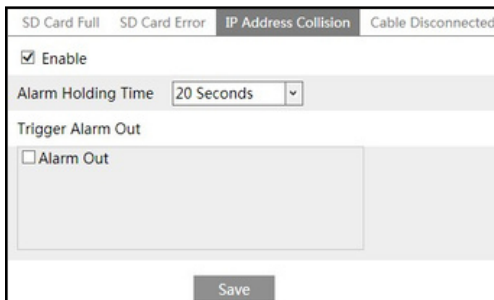 SD Card Full SD Card Error IP Address Collision Cable Disconnected
Enable
Alarm Holding Time 20 Seconds
Trigger Alarm Out
Alarm Out
Save